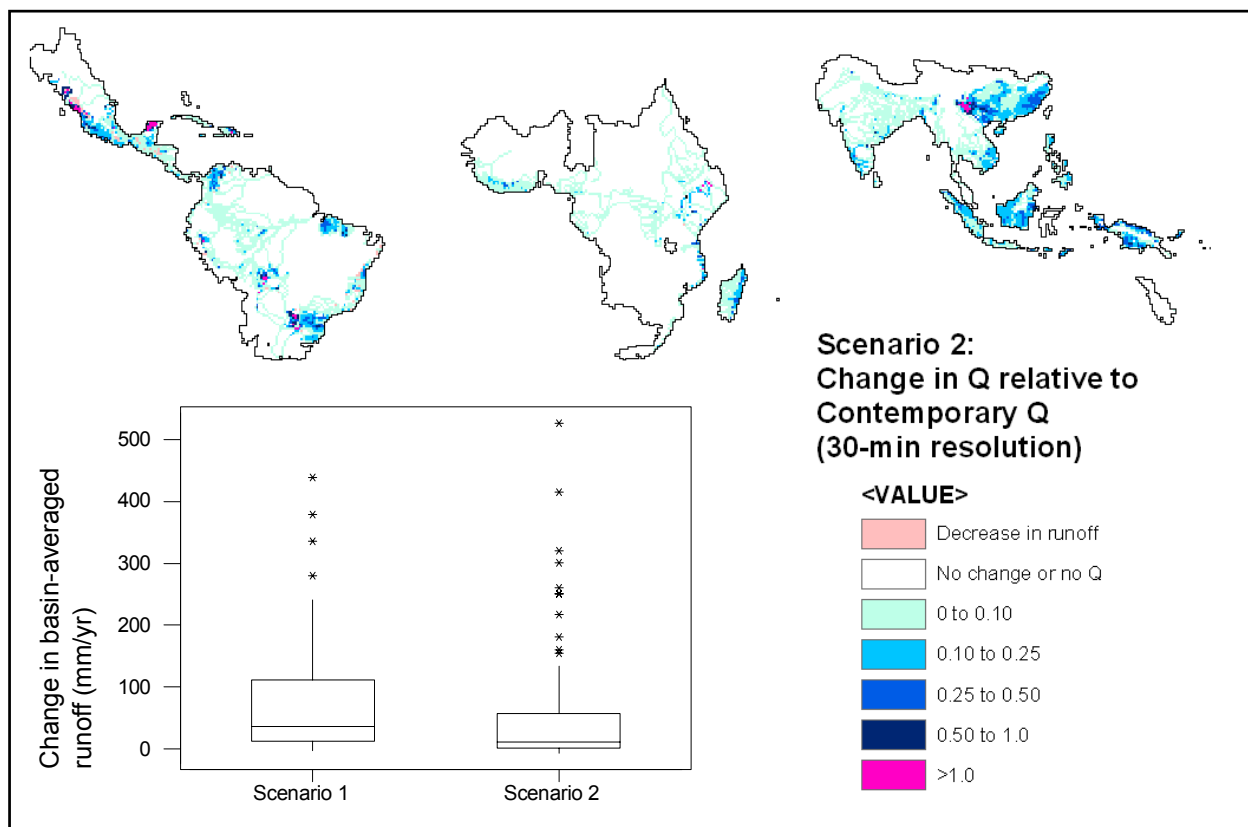 Scenario 2:
Change in Q relative to
Contemporary Q
(30-min resolution)
<VALUE>
Decrease in runoff
No change or no Q
0 to 0.10
0.10 to 0.25
0.25 to 0.50
0.50 to 1.0
>1.0
Change in basin-averaged
runoff (mm/yr)
500
400
300
200
100
0
Scenario 1
Scenario 2